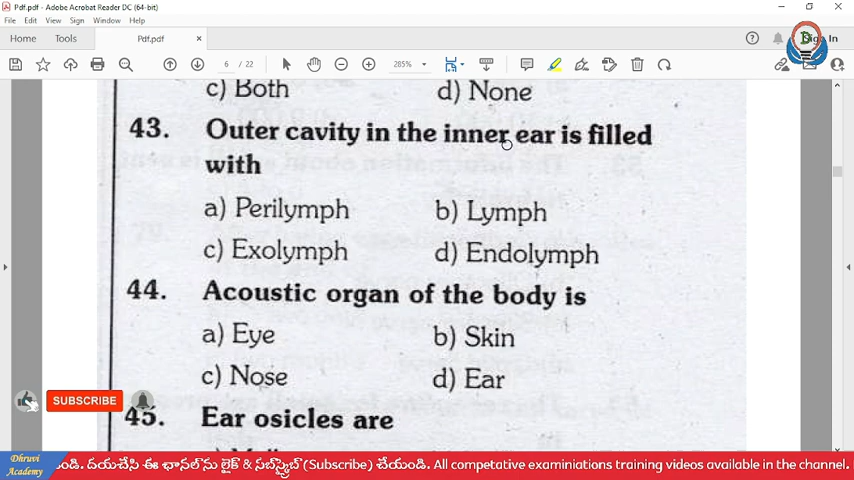 Pdf.pdf - Adobe Acrobat Reader DC (64-bit)
File Edit View Sign Window Help
Home Tools Pdf.pdf × Sign In
6 / 22 285%
c) Both d) None
43. Outer cavity in the inner ear is filled
with
a) Perilymph b) Lymph
c) Exolymph d) Endolymph
44. Acoustic organ of the body is
a) Eye b) Skin
c) Nose d) Ear
SUBSCRIBE
45. Ear osicles are
Dhruvi
Academy
ండి. దయచేసి ఈ ఛానల్‌ను లైక్ & సబ్‌స్క్రైబ్ (Subscribe) చేయండి. All competative examiniations training videos available in the channel.